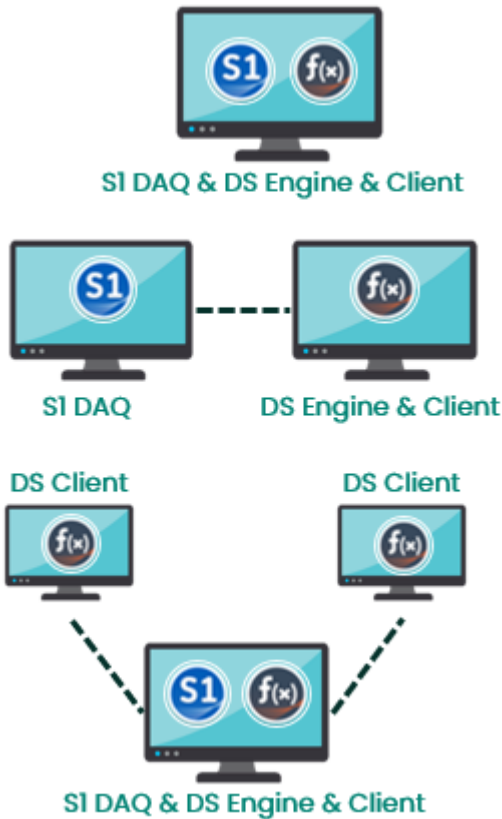 S1 f(x)
S1 DAQ & DS Engine & Client
S1 f(x)
S1 DAQ DS Engine & Client
DS Client DS Client
f(x) f(x)
S1 f(x)
S1 DAQ & DS Engine & Client